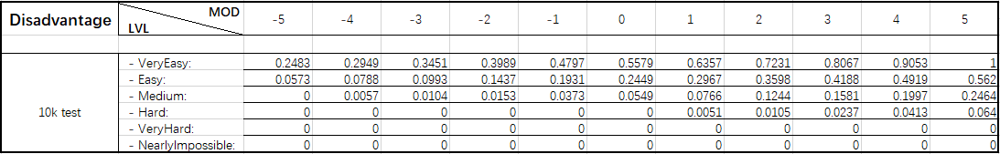 Disadvantage MOD LVL -5 -4 -3 -2 -1 0 1 2 3 4 5
10k test
- VeryEasy: 0.2483 0.2949 0.3451 0.3989 0.4797 0.5579 0.6357 0.7231 0.8067 0.9053 1
- Easy: 0.0573 0.0788 0.0993 0.1437 0.1931 0.2449 0.2967 0.3598 0.4188 0.4919 0.562
- Medium: 0 0.0057 0.0104 0.0153 0.0373 0.0549 0.0766 0.1244 0.1581 0.1997 0.2464
- Hard: 0 0 0 0 0 0 0.0051 0.0105 0.0237 0.0413 0.064
- VeryHard: 0 0 0 0 0 0 0 0 0 0 0
- NearlyImpossible: 0 0 0 0 0 0 0 0 0 0 0